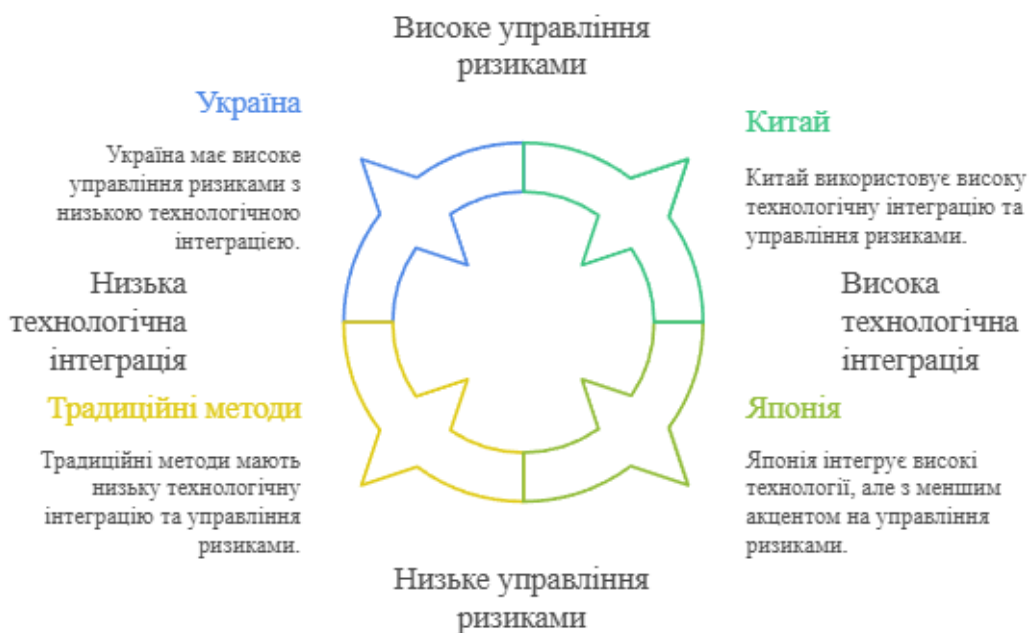 Високе управління
ризиками
Україна
Україна має високе
управління ризиками з
низькою технологічною
інтеграцією.
Китай
Китай використовує високу
технологічну інтеграцію та
управління ризиками.
Низька
технологічна
інтеграція
Висока
технологічна
інтеграція
Традиційні методи
Традиційні методи мають
низьку технологічну
інтеграцію та управління
ризиками.
Японія
Японія інтегрує високі
технології, але з меншим
акцентом на управління
ризиками.
Низьке управління
ризиками